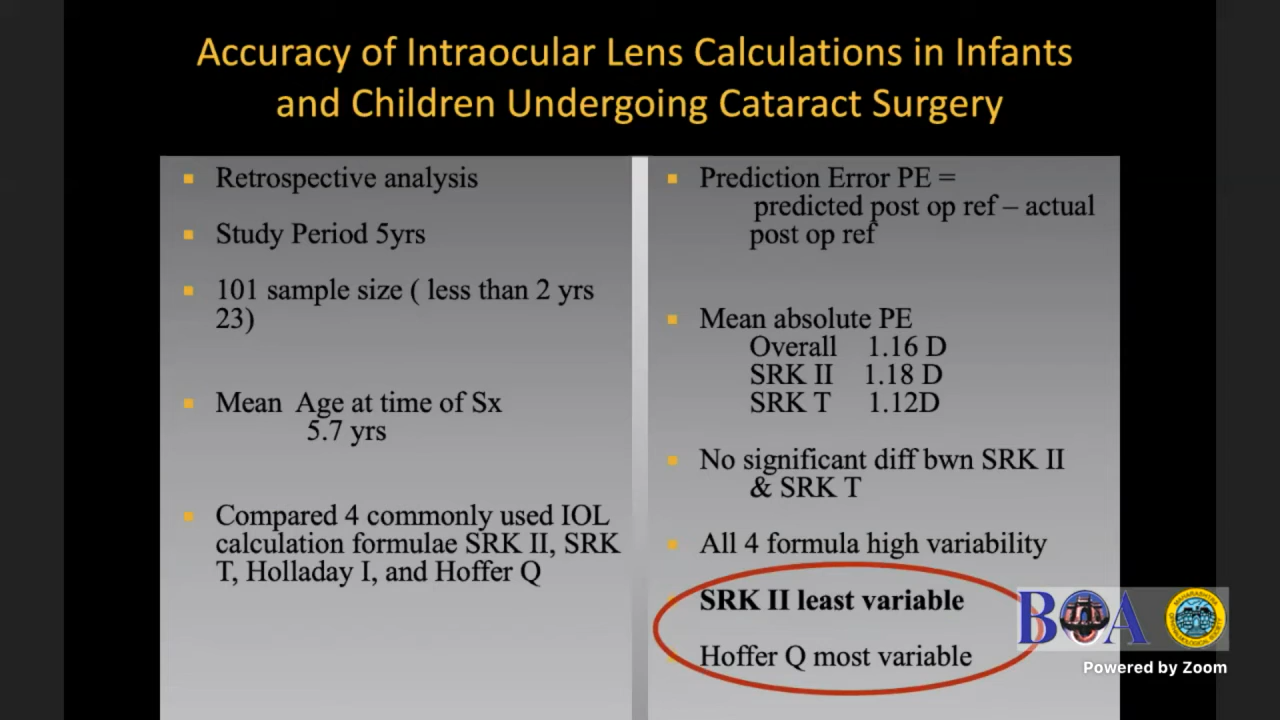 Accuracy of Intraocular Lens Calculations in Infants
and Children Undergoing Cataract Surgery
Retrospective analysis
Study Period 5yrs
101 sample size ( less than 2 yrs
23)
Mean Age at time of Sx
5.7 yrs
Compared 4 commonly used IOL
calculation formulae SRK II, SRK
T, Holladay I, and Hoffer Q
Prediction Error PE =
predicted post op ref – actual
post op ref
Mean absolute PE
Overall 1.16 D
SRK II 1.18 D
SRK T 1.12D
No significant diff bwn SRK II
& SRK T
All 4 formula high variability
SRK II least variable
Hoffer Q most variable
BOA
Powered by Zoom